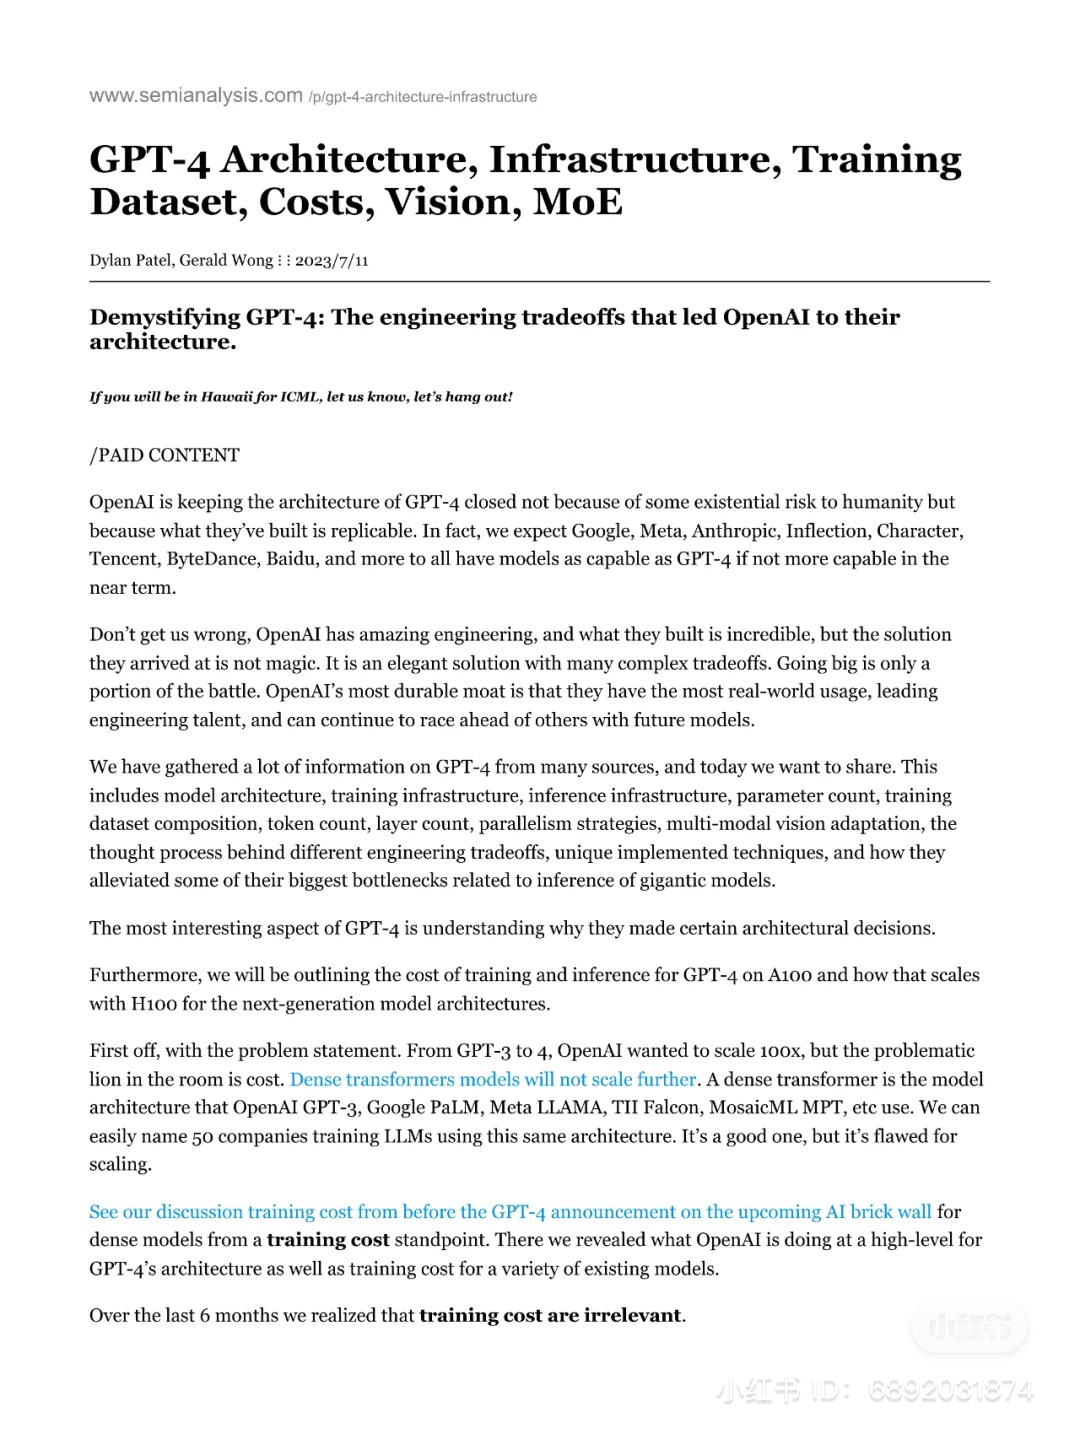 www.semianalysis.com /p/gpt-4-architecture-infrastructure
GPT-4 Architecture, Infrastructure, Training
Dataset, Costs, Vision, MoE
Dylan Patel, Gerald Wong ⋮⋮ 2023/7/11
Demystifying GPT-4: The engineering tradeoffs that led OpenAI to their
architecture.
If you will be in Hawaii for ICML, let us know, let’s hang out!
/PAID CONTENT
OpenAI is keeping the architecture of GPT-4 closed not because of some existential risk to humanity but
because what they’ve built is replicable. In fact, we expect Google, Meta, Anthropic, Inflection, Character,
Tencent, ByteDance, Baidu, and more to all have models as capable as GPT-4 if not more capable in the
near term.
Don’t get us wrong, OpenAI has amazing engineering, and what they built is incredible, but the solution
they arrived at is not magic. It is an elegant solution with many complex tradeoffs. Going big is only a
portion of the battle. OpenAI’s most durable moat is that they have the most real-world usage, leading
engineering talent, and can continue to race ahead of others with future models.
We have gathered a lot of information on GPT-4 from many sources, and today we want to share. This
includes model architecture, training infrastructure, inference infrastructure, parameter count, training
dataset composition, token count, layer count, parallelism strategies, multi-modal vision adaptation, the
thought process behind different engineering tradeoffs, unique implemented techniques, and how they
alleviated some of their biggest bottlenecks related to inference of gigantic models.
The most interesting aspect of GPT-4 is understanding why they made certain architectural decisions.
Furthermore, we will be outlining the cost of training and inference for GPT-4 on A100 and how that scales
with H100 for the next-generation model architectures.
First off, with the problem statement. From GPT-3 to 4, OpenAI wanted to scale 100x, but the problematic
lion in the room is cost. Dense transformers models will not scale further. A dense transformer is the model
architecture that OpenAI GPT-3, Google PaLM, Meta LLAMA, TII Falcon, MosaicML MPT, etc use. We can
easily name 50 companies training LLMs using this same architecture. It’s a good one, but it’s flawed for
scaling.
See our discussion training cost from before the GPT-4 announcement on the upcoming AI brick wall for
dense models from a training cost standpoint. There we revealed what OpenAI is doing at a high-level for
GPT-4’s architecture as well as training cost for a variety of existing models.
Over the last 6 months we realized that training cost are irrelevant.
小红书
小红书 ID: 6892031874